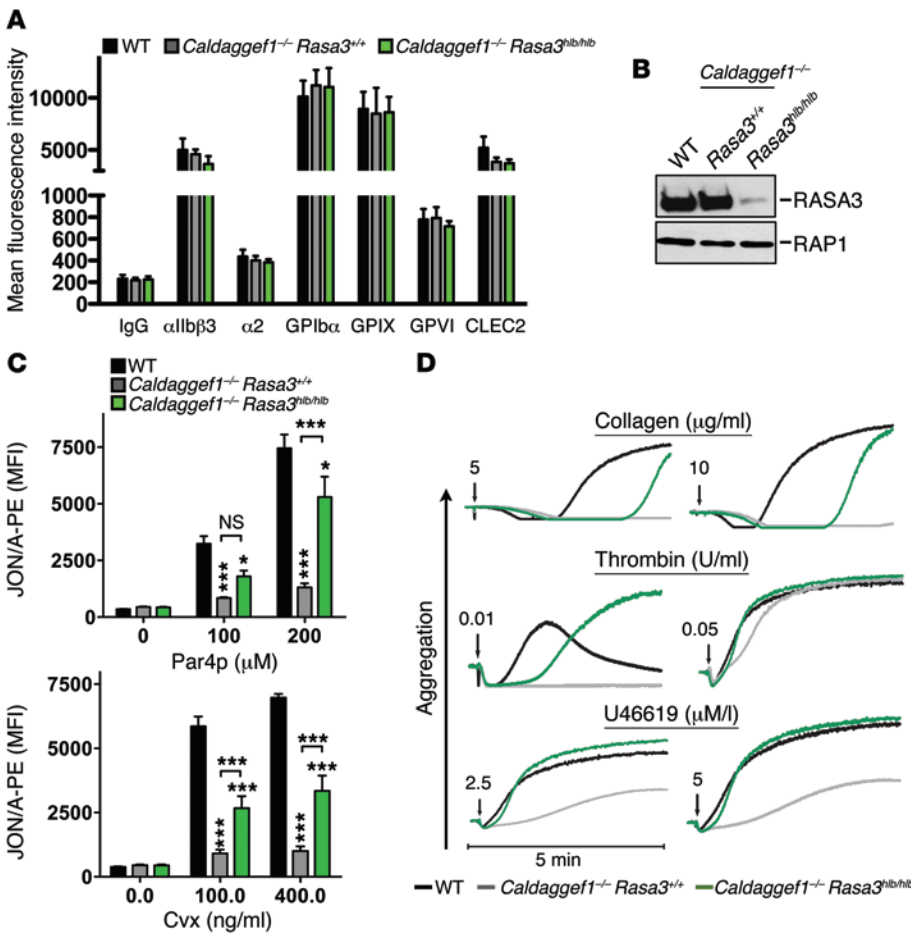 A
WT Caldaggef1–/– Rasa3+/+ Caldaggef1–/– Rasa3hlb/hlb
Mean fluorescence intensity
10000
5000
1000
800
600
400
200
0
IgG αIIbβ3 α2 GPIbα GPIX GPVI CLEC2
B
Caldaggef1–/–
WT Rasa3+/+ Rasa3hlb/hlb
RASA3
RAP1
C
WT
Caldaggef1–/– Rasa3+/+
Caldaggef1–/– Rasa3hlb/hlb
JON/A-PE (MFI)
7500
5000
2500
0
NS
***
*
***
***
*
0 100 200
Par4p (μM)
JON/A-PE (MFI)
7500
5000
2500
0
***
***
***
***
***
***
0.0 100.0 400.0
Cvx (ng/ml)
D
Aggregation
Collagen (μg/ml)
5 10
Thrombin (U/ml)
0.01 0.05
U46619 (μM/l)
2.5 5
5 min
WT Caldaggef1–/– Rasa3+/+ Caldaggef1–/– Rasa3hlb/hlb